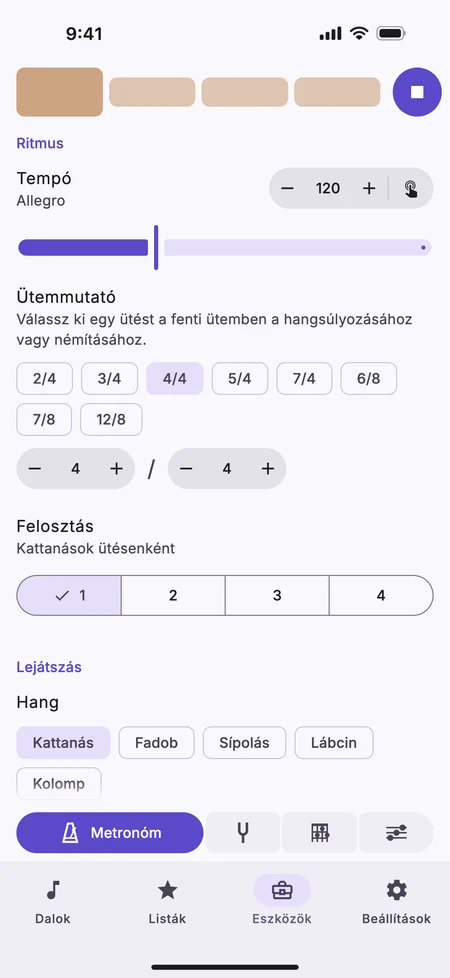 9:41
Ritmus
Tempó
Allegro
120
Ütemmutató
Válassz ki egy ütést a fenti ütemben a hangsúlyozásához
vagy némításához.
2/4 3/4 4/4 5/4 7/4 6/8
7/8 12/8
4 / 4
Felosztás
Kattanások ütésenként
1 2 3 4
Lejátszás
Hang
Kattanás Fadob Sípolás Lábcin
Kolomp
Metronóm
Dalok Listák Eszközök Beállítások